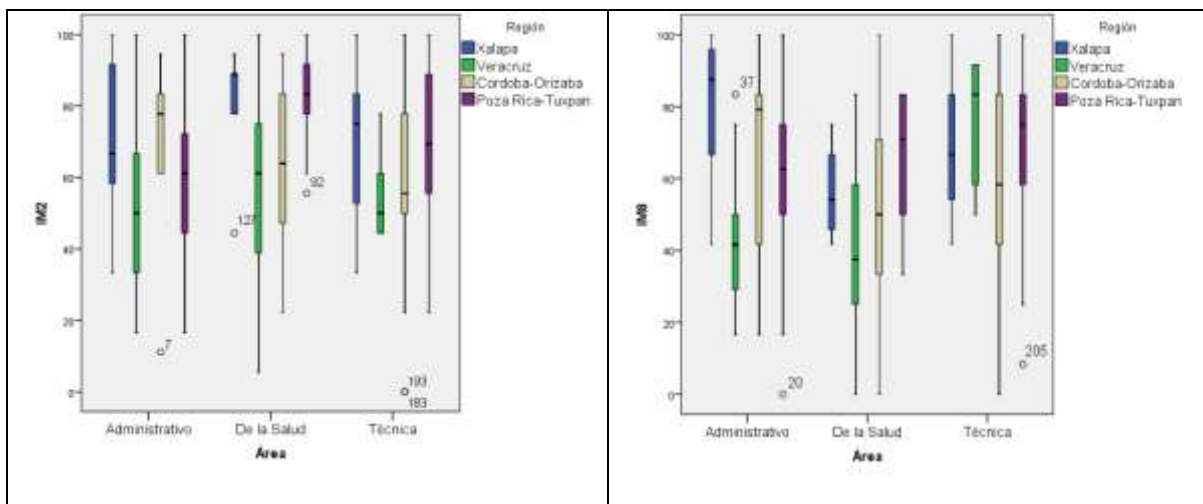 Región
Xalapa
Veracruz
Cordoba-Orizaba
Poza Rica-Tuxpan
100
80
60
40
20
0
IM2
7
92
193
183
Administrativo
De la Salud
Técnica
Área
Región
Xalapa
Veracruz
Cordoba-Orizaba
Poza Rica-Tuxpan
100
80
60
40
20
0
37
20
205
Administrativo
De la Salud
Técnica
Área